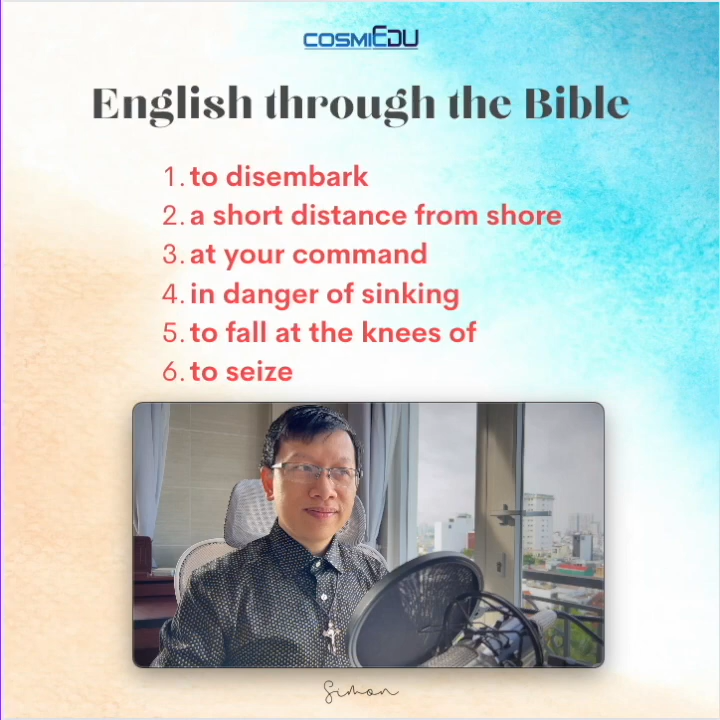 COSMIEDU
English through the Bible
1. to disembark
2. a short distance from shore
3. at your command
4. in danger of sinking
5. to fall at the knees of
6. to seize
Simon